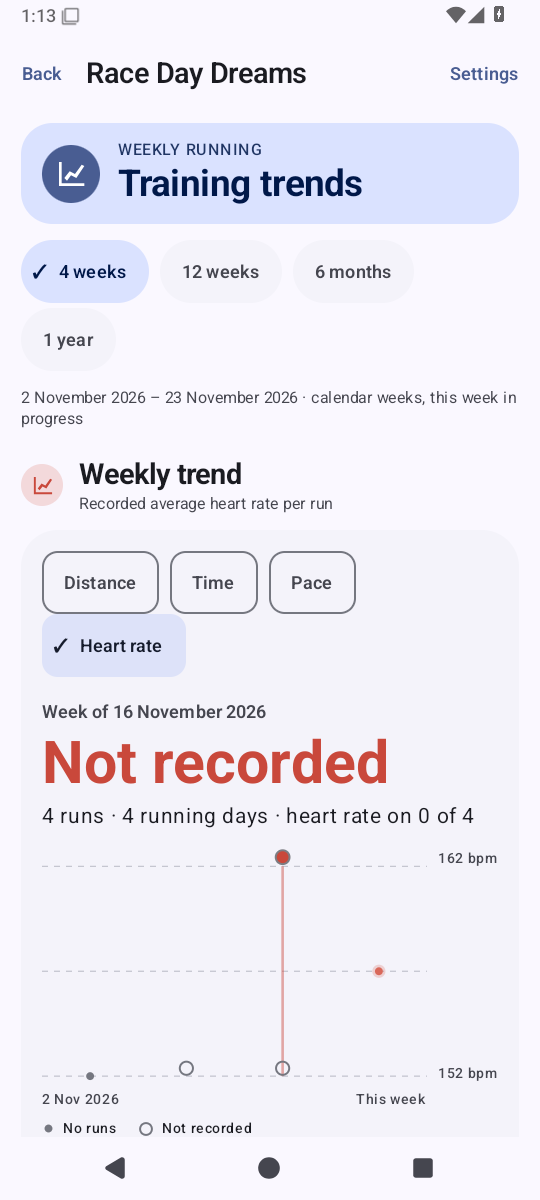 1:13
Back Race Day Dreams Settings
WEEKLY RUNNING
Training trends
✓ 4 weeks 12 weeks 6 months
1 year
2 November 2026 – 23 November 2026 · calendar weeks, this week in
progress
Weekly trend
Recorded average heart rate per run
Distance Time Pace
✓ Heart rate
Week of 16 November 2026
Not recorded
4 runs · 4 running days · heart rate on 0 of 4
162 bpm
152 bpm
2 Nov 2026 This week
No runs Not recorded